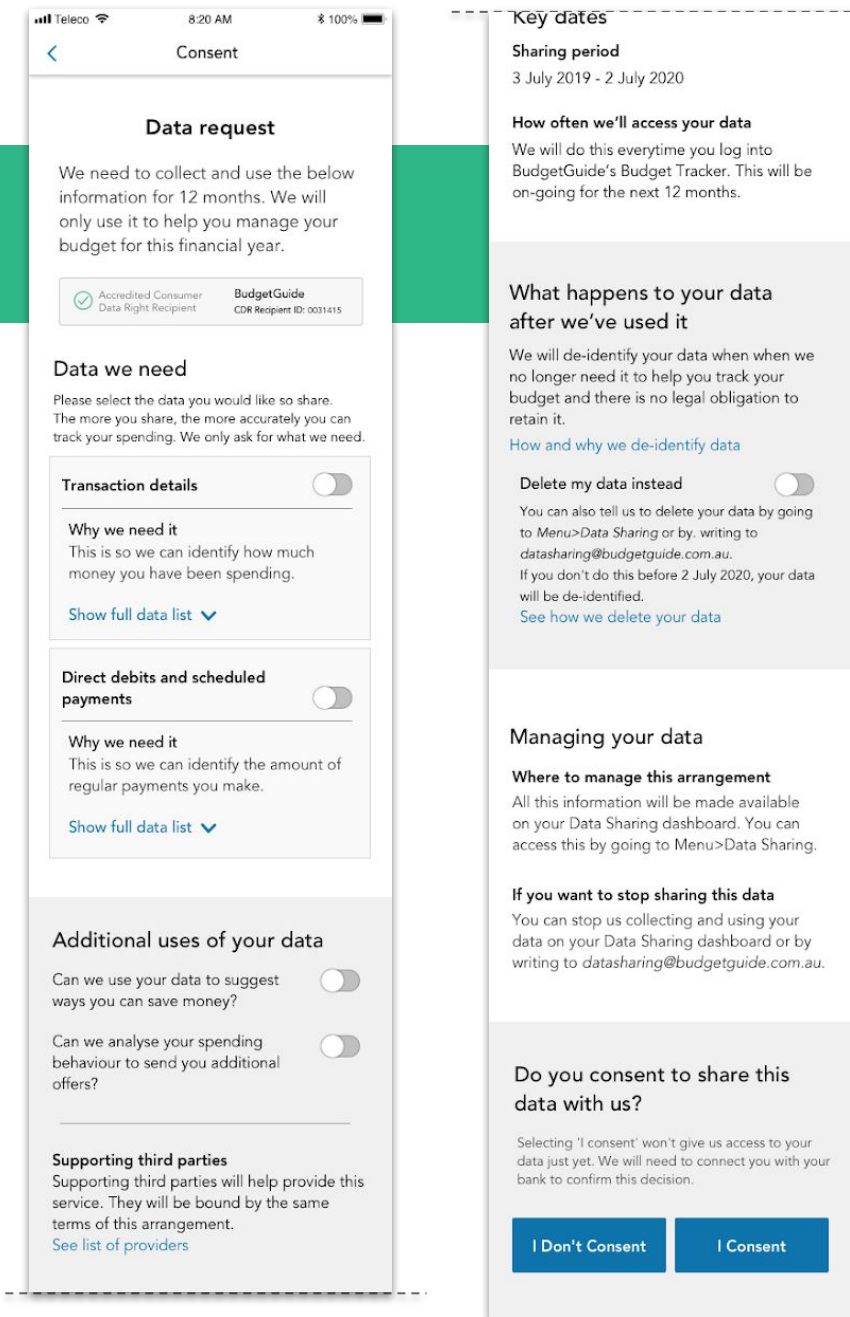 Teleco
8:20 AM
100%
Consent
Data request
We need to collect and use the below
information for 12 months. We will
only use it to help you manage your
budget for this financial year.
Accredited Consumer
Data Right Recipient
BudgetGuide
CDR Recipient ID: 0031415
Data we need
Please select the data you would like so share.
The more you share, the more accurately you can
track your spending. We only ask for what we need.
Transaction details
Why we need it
This is so we can identify how much
money you have been spending.
Show full data list
Direct debits and scheduled
payments
Why we need it
This is so we can identify the amount of
regular payments you make.
Show full data list
Additional uses of your data
Can we use your data to suggest
ways you can save money?
Can we analyse your spending
behaviour to send you additional
offers?
Supporting third parties
Supporting third parties will help provide this
service. They will be bound by the same
terms of this arrangement.
See list of providers
Key dates
Sharing period
3 July 2019 - 2 July 2020
How often we'll access your data
We will do this everytime you log into
BudgetGuide's Budget Tracker. This will be
on-going for the next 12 months.
What happens to your data
after we've used it
We will de-identify your data when when we
no longer need it to help you track your
budget and there is no legal obligation to
retain it.
How and why we de-identify data
Delete my data instead
You can also tell us to delete your data by going
to Menu>Data Sharing or by. writing to
datasharing@budgetguide.com.au.
If you don't do this before 2 July 2020, your data
will be de-identified.
See how we delete your data
Managing your data
Where to manage this arrangement
All this information will be made available
on your Data Sharing dashboard. You can
access this by going to Menu>Data Sharing.
If you want to stop sharing this data
You can stop us collecting and using your
data on your Data Sharing dashboard or by
writing to datasharing@budgetguide.com.au.
Do you consent to share this
data with us?
Selecting 'I consent' won't give us access to your
data just yet. We will need to connect you with your
bank to confirm this decision.
I Don't Consent
I Consent